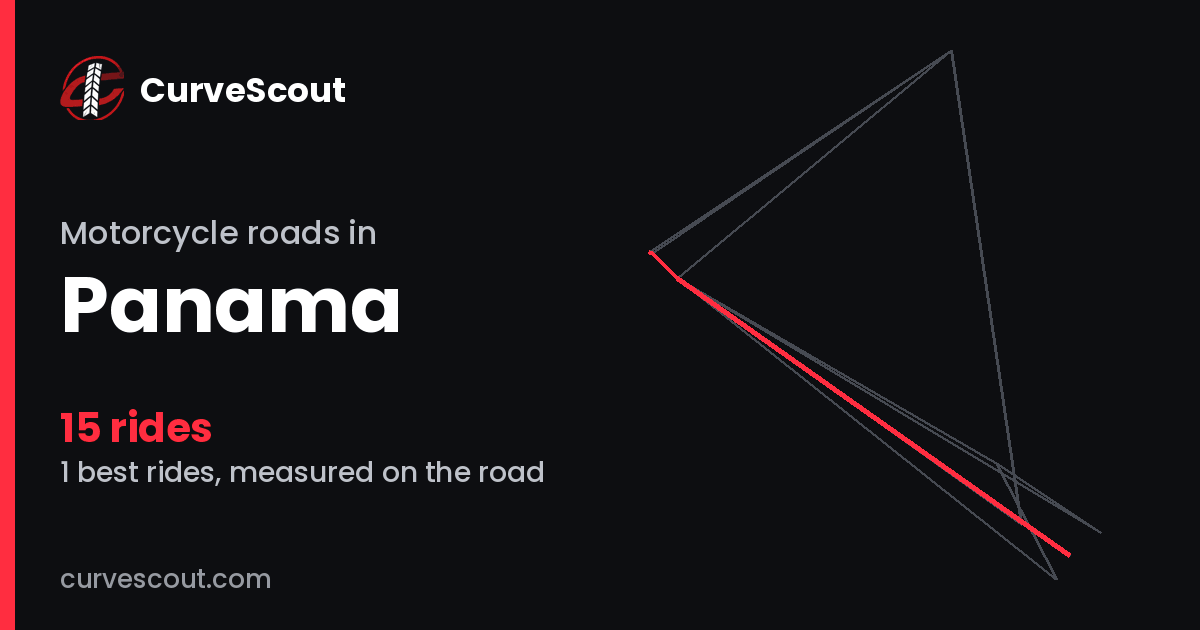 CurveScout
Motorcycle roads in
Panama
15 rides
1 best rides, measured on the road
curvescout.com